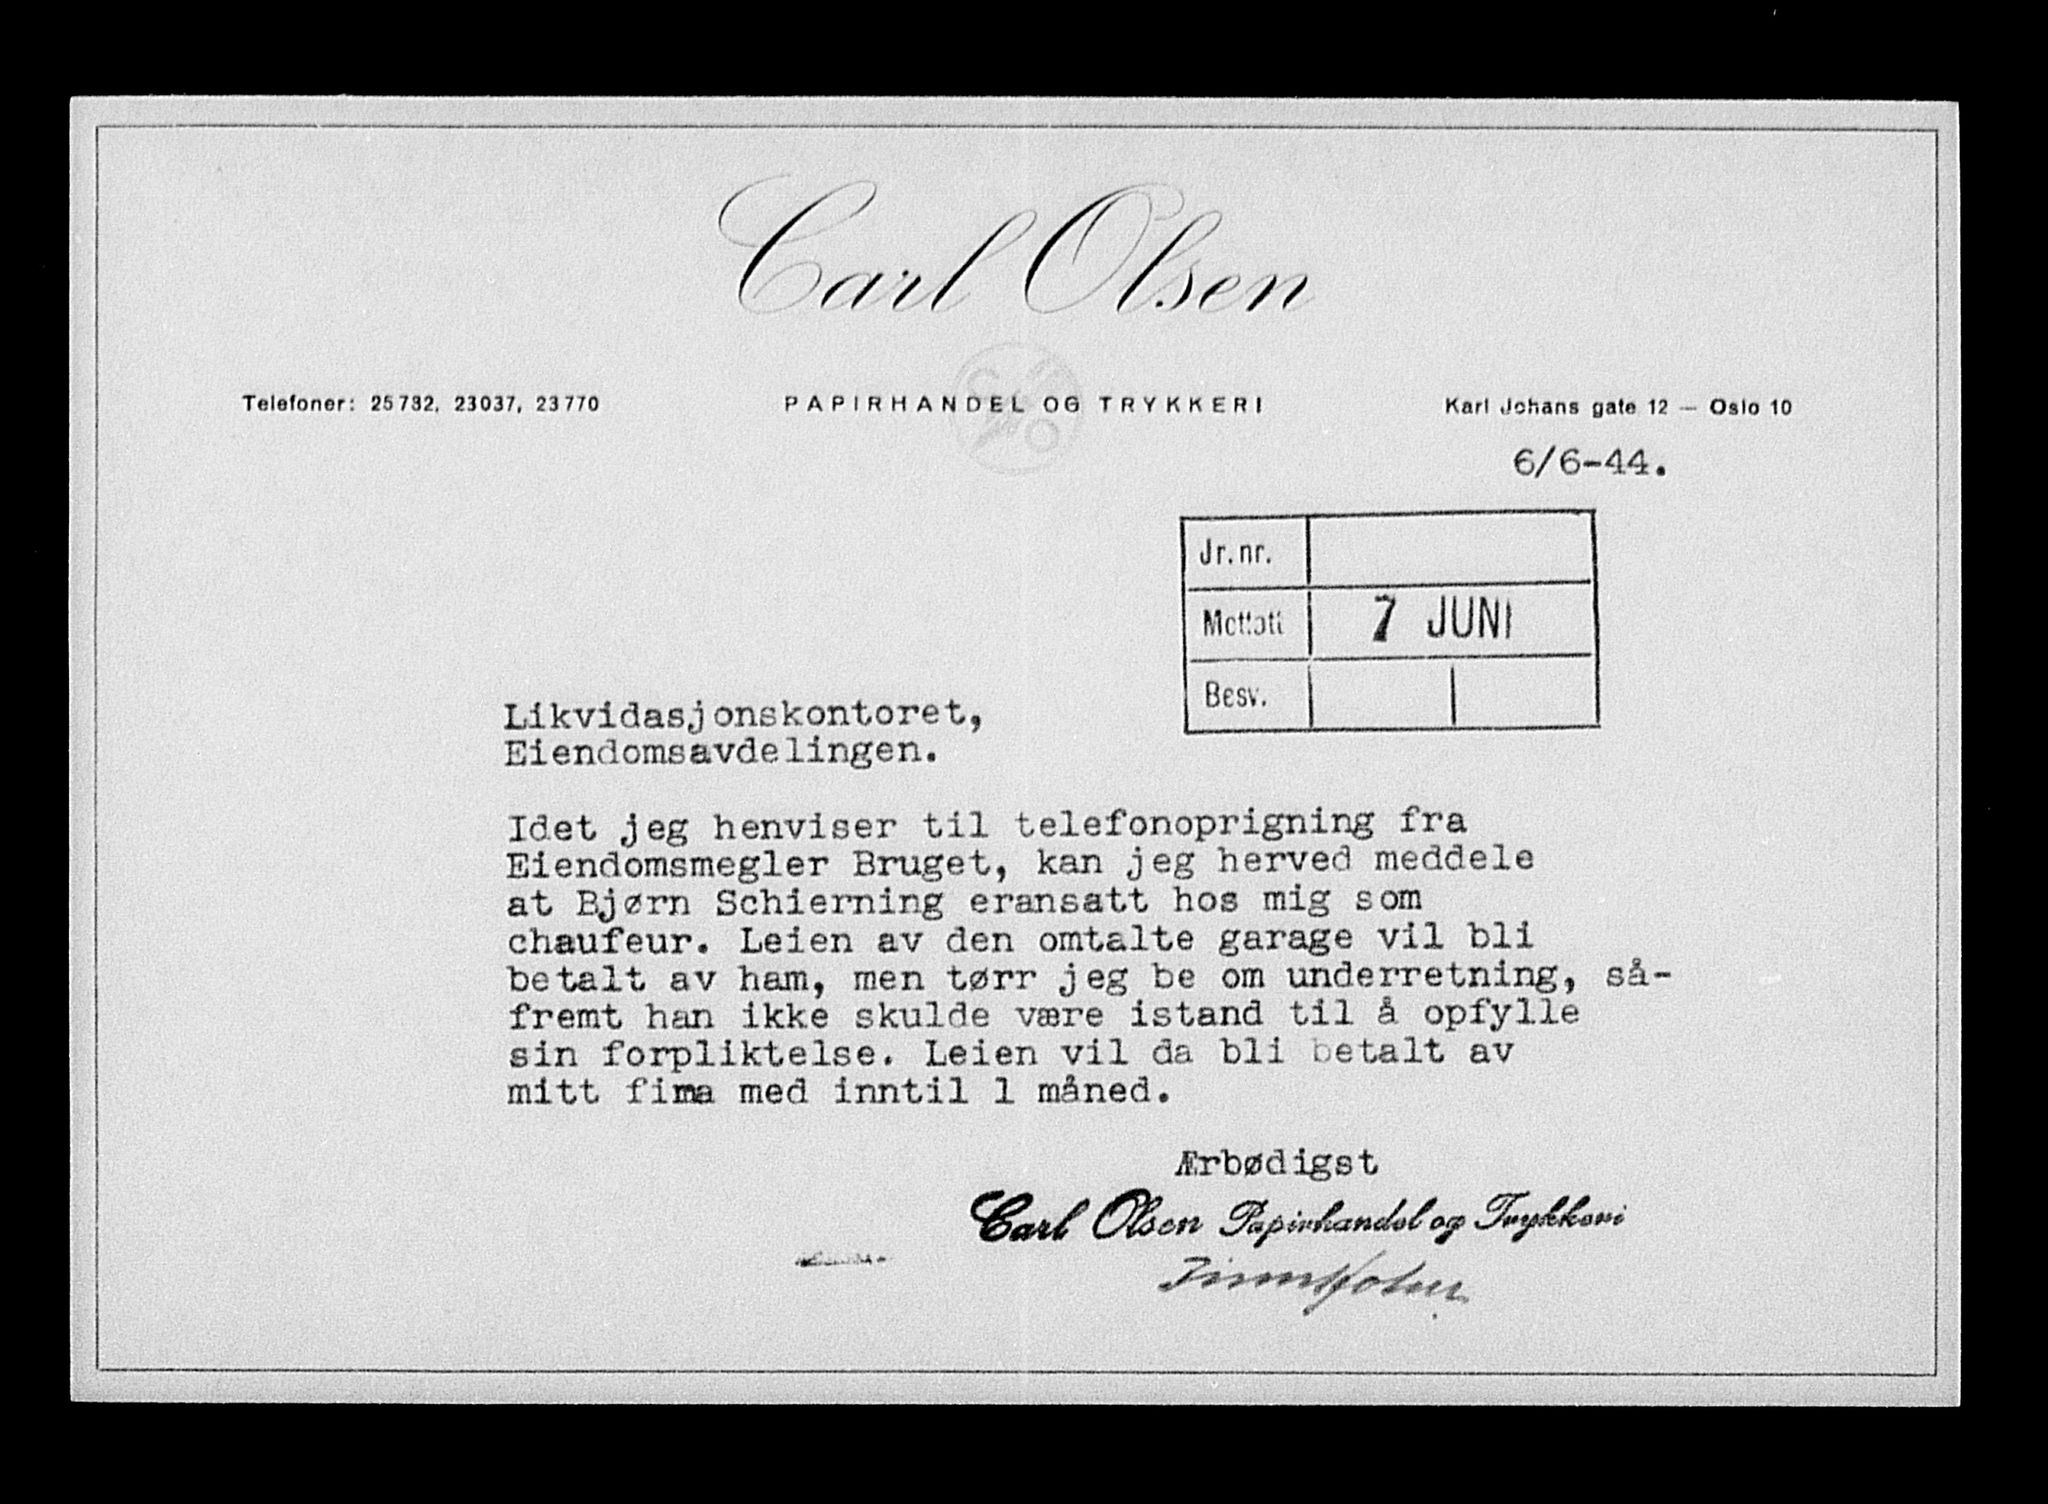 Carl Olsen
Telefoner: 25732, 23037, 23770
PAPIRHANDEL OG TRYKKERI
Karl Johans gate 12 — Oslo 10
6/6-44.
Jr. nr.
Mottatt 7 JUNI
Besv.
Likvidasjonskontoret,
Eiendomsavdelingen.
Idet jeg henviser til telefonoprigning fra
Eiendomsmegler Bruget, kan jeg herved meddele
at Bjørn Schierning eransatt hos mig som
chaufeur. Leien av den omtalte garage vil bli
betalt av ham, men tørr jeg be om underretning, så-
fremt han ikke skulde være istand til å opfylle
sin forpliktelse. Leien vil da bli betalt av
mitt fima med inntil 1 måned.
Ærbødigst
Carl Olsen Papirhandel og Trykkeri